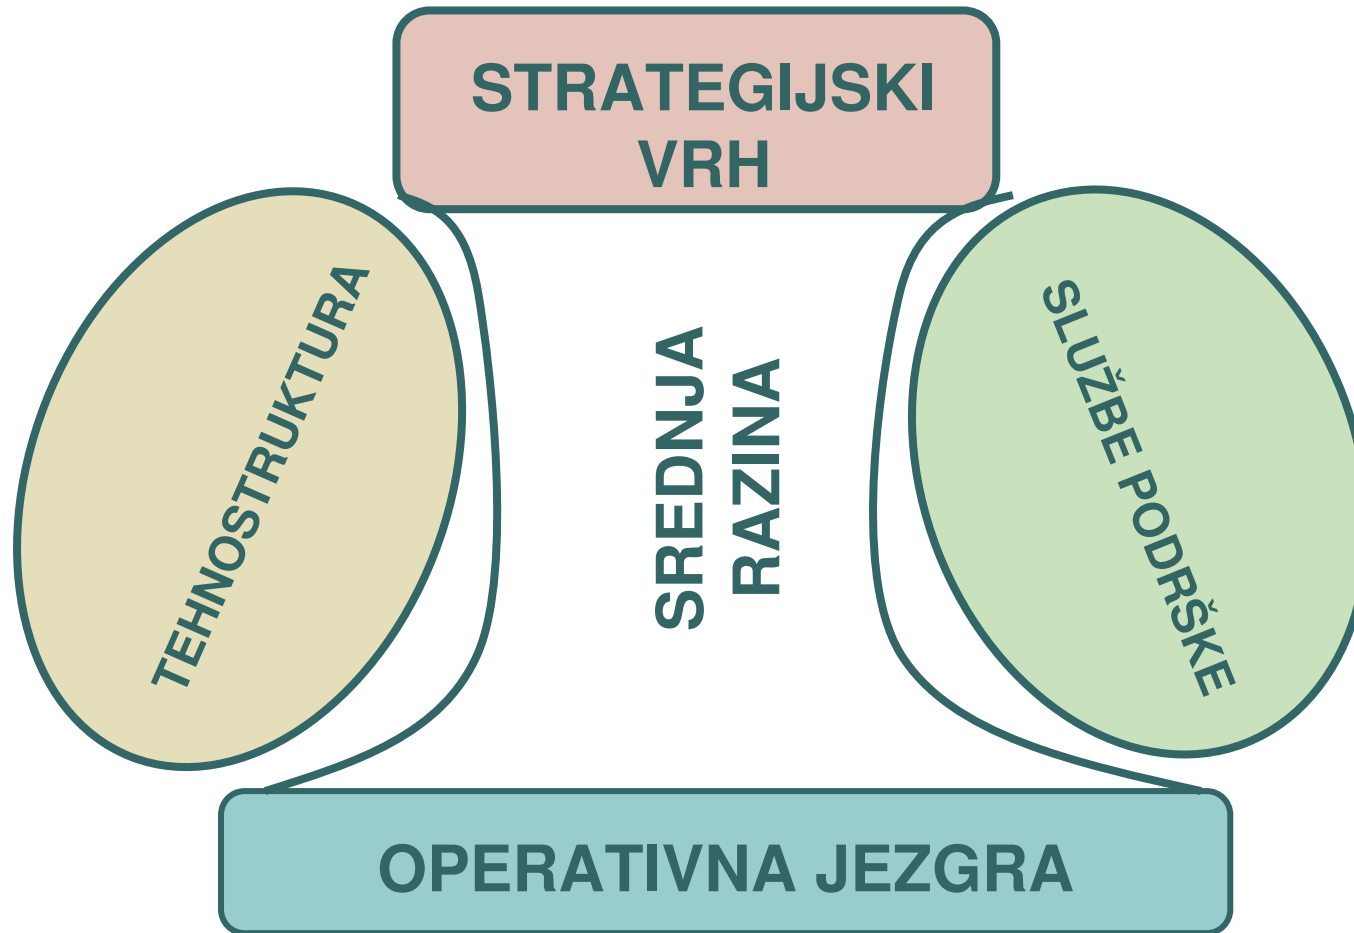 STRATEGIJSKI
VRH
TEHNOSTRUKTURA
SREDNJA
RAZINA
SLUŽBE PODRŠKE
OPERATIVNA JEZGRA